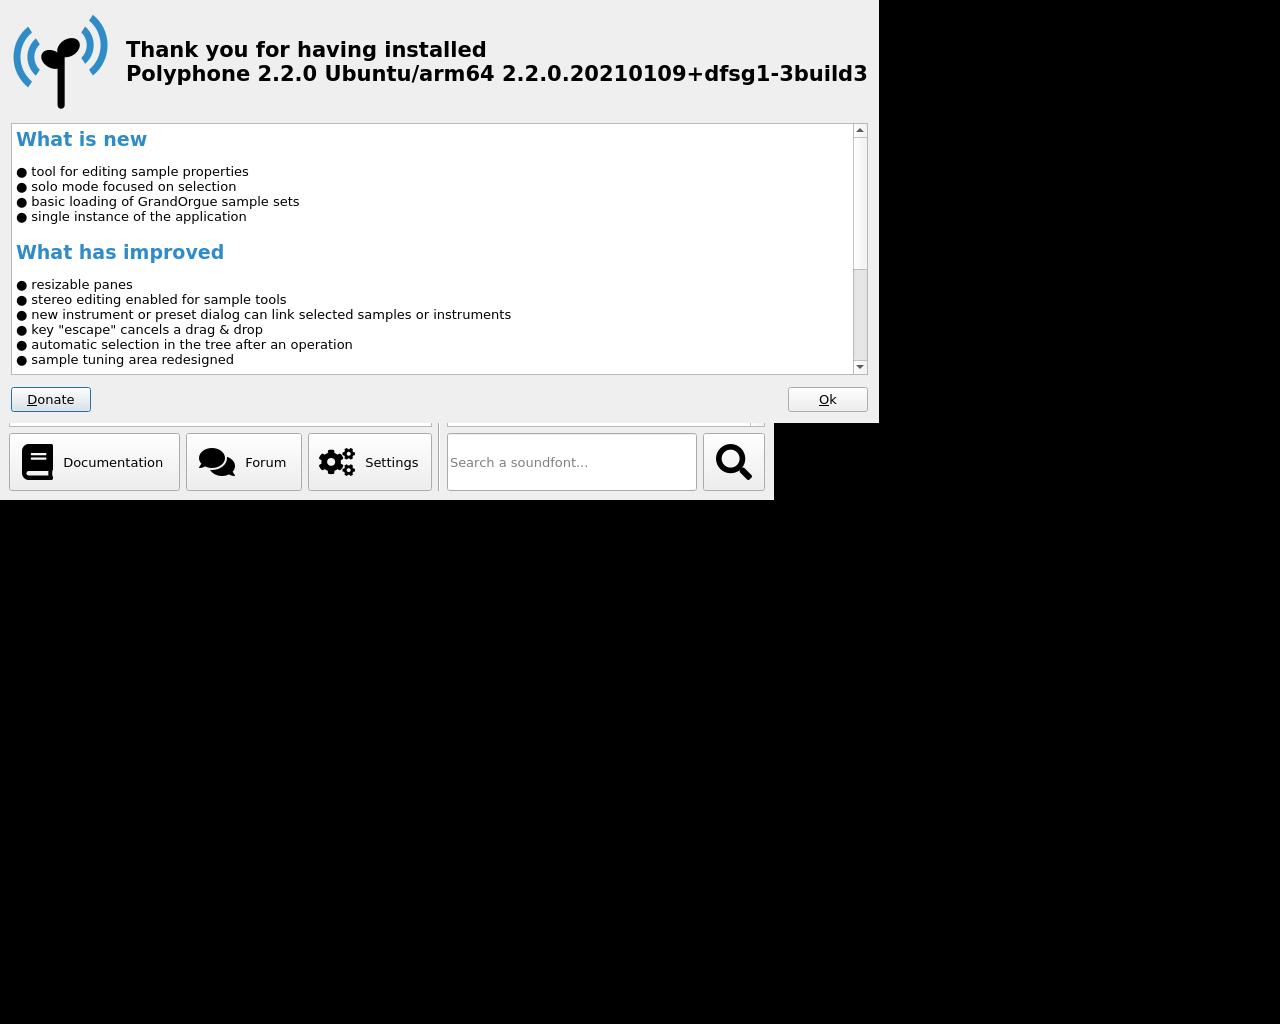 Thank you for having installed
Polyphone 2.2.0 Ubuntu/arm64 2.2.0.20210109+dfsg1-3build3
What is new
● tool for editing sample properties
● solo mode focused on selection
● basic loading of GrandOrgue sample sets
● single instance of the application
What has improved
● resizable panes
● stereo editing enabled for sample tools
● new instrument or preset dialog can link selected samples or instruments
● key "escape" cancels a drag & drop
● automatic selection in the tree after an operation
● sample tuning area redesigned
Donate
Ok
Documentation
Forum
Settings
Search a soundfont...